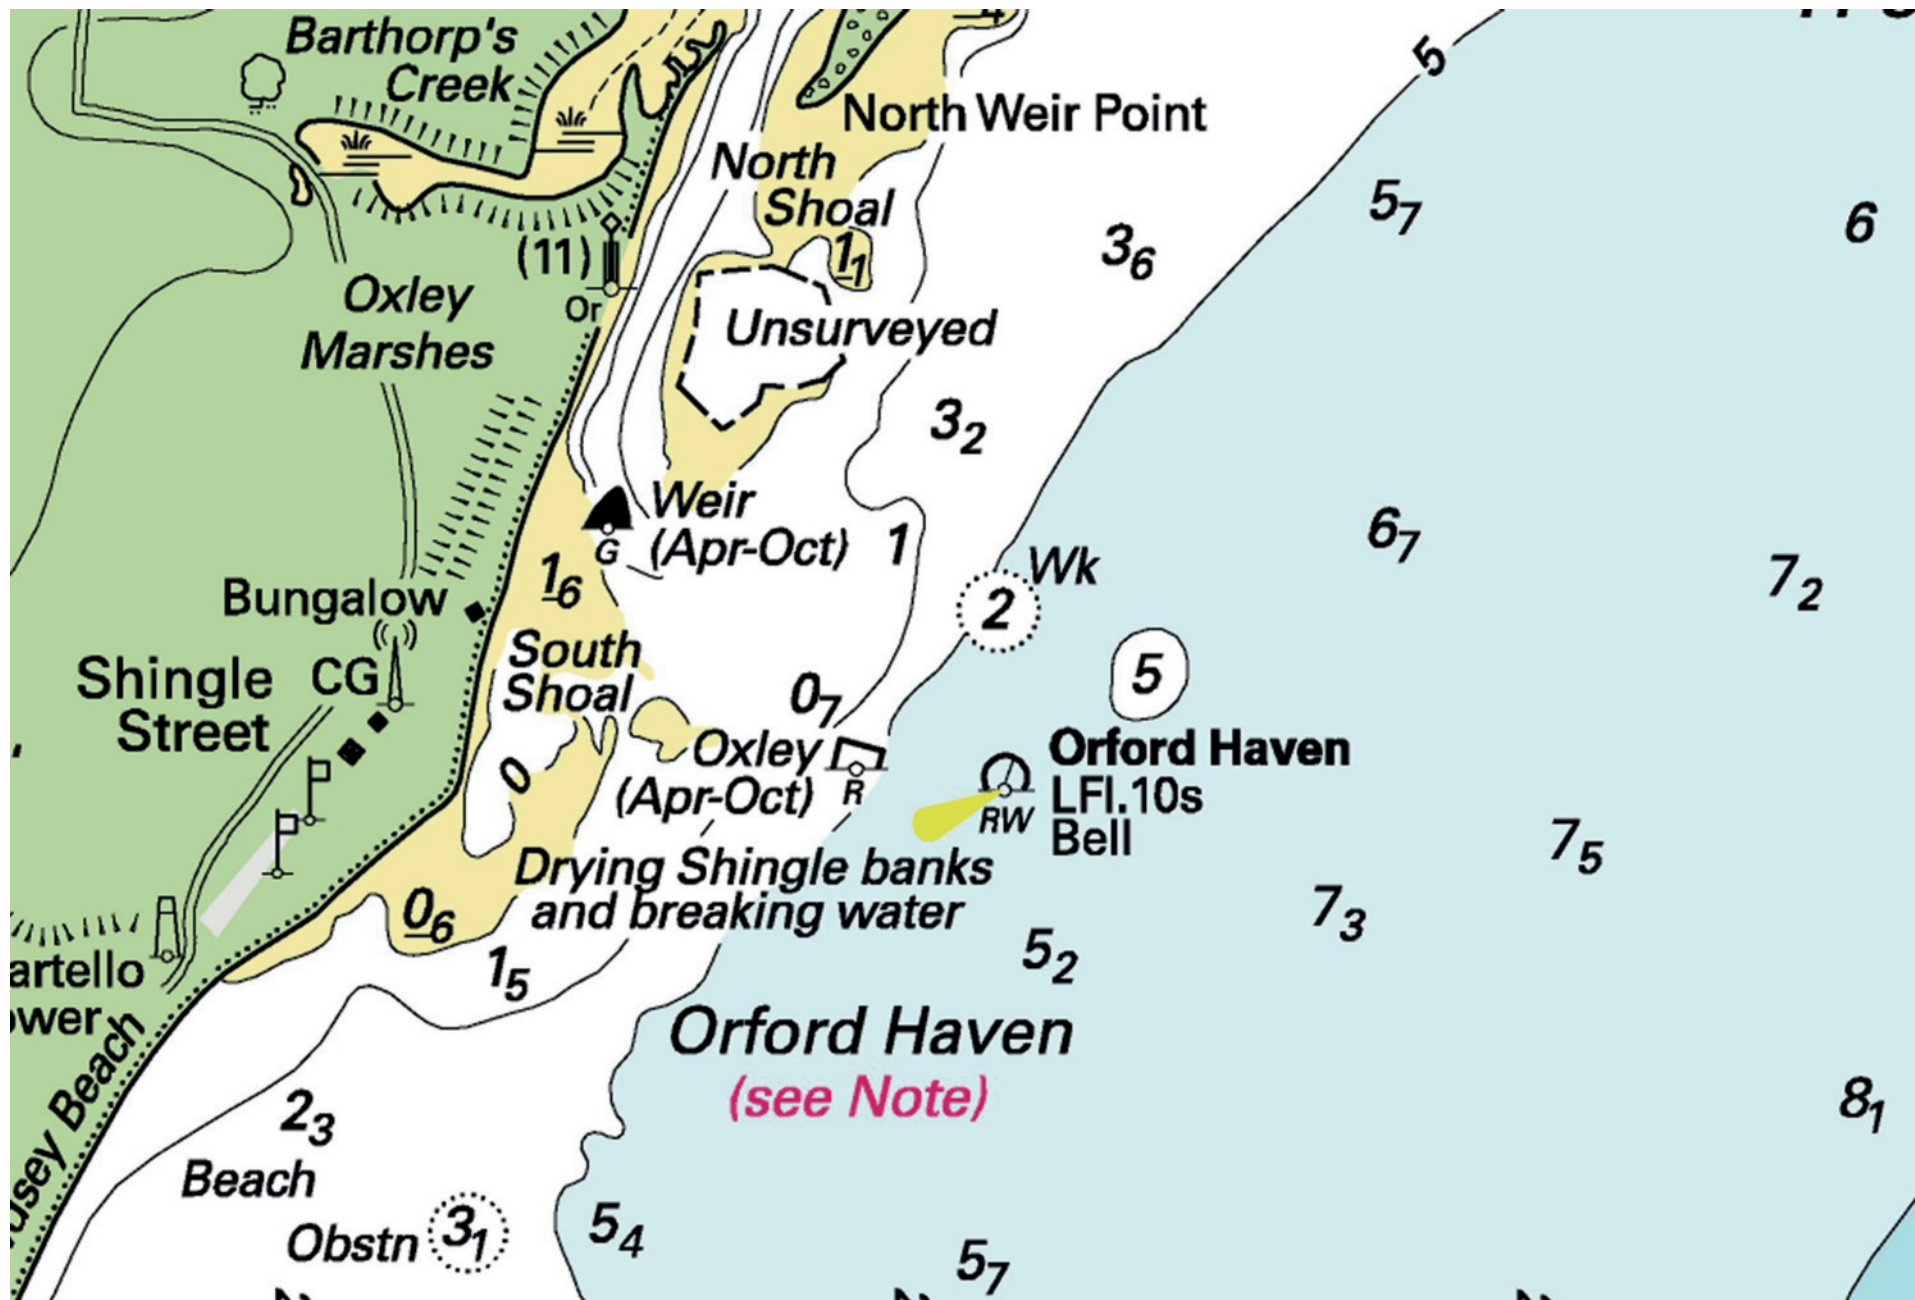 Barthorp's
Creek
5
North Weir Point
North
Shoal
5₇
6
(11)
1₁
3₆
Or
Oxley
Marshes
Unsurveyed
3₂
Weir
(Apr-Oct)
G
1
6₇
1₆
Wk
2
7₂
Bungalow
South
Shoal
Shingle
Street
CG
0₇
5
0
Oxley
(Apr-Oct)
R
Orford Haven
LFl.10s
Bell
RW
7₅
Drying Shingle banks
and breaking water
0₆
7₃
artello
ower
1₅
5₂
Orford Haven
(see Note)
usey Beach
2₃
8₁
Beach
Obstn
3₁
5₄
5₇